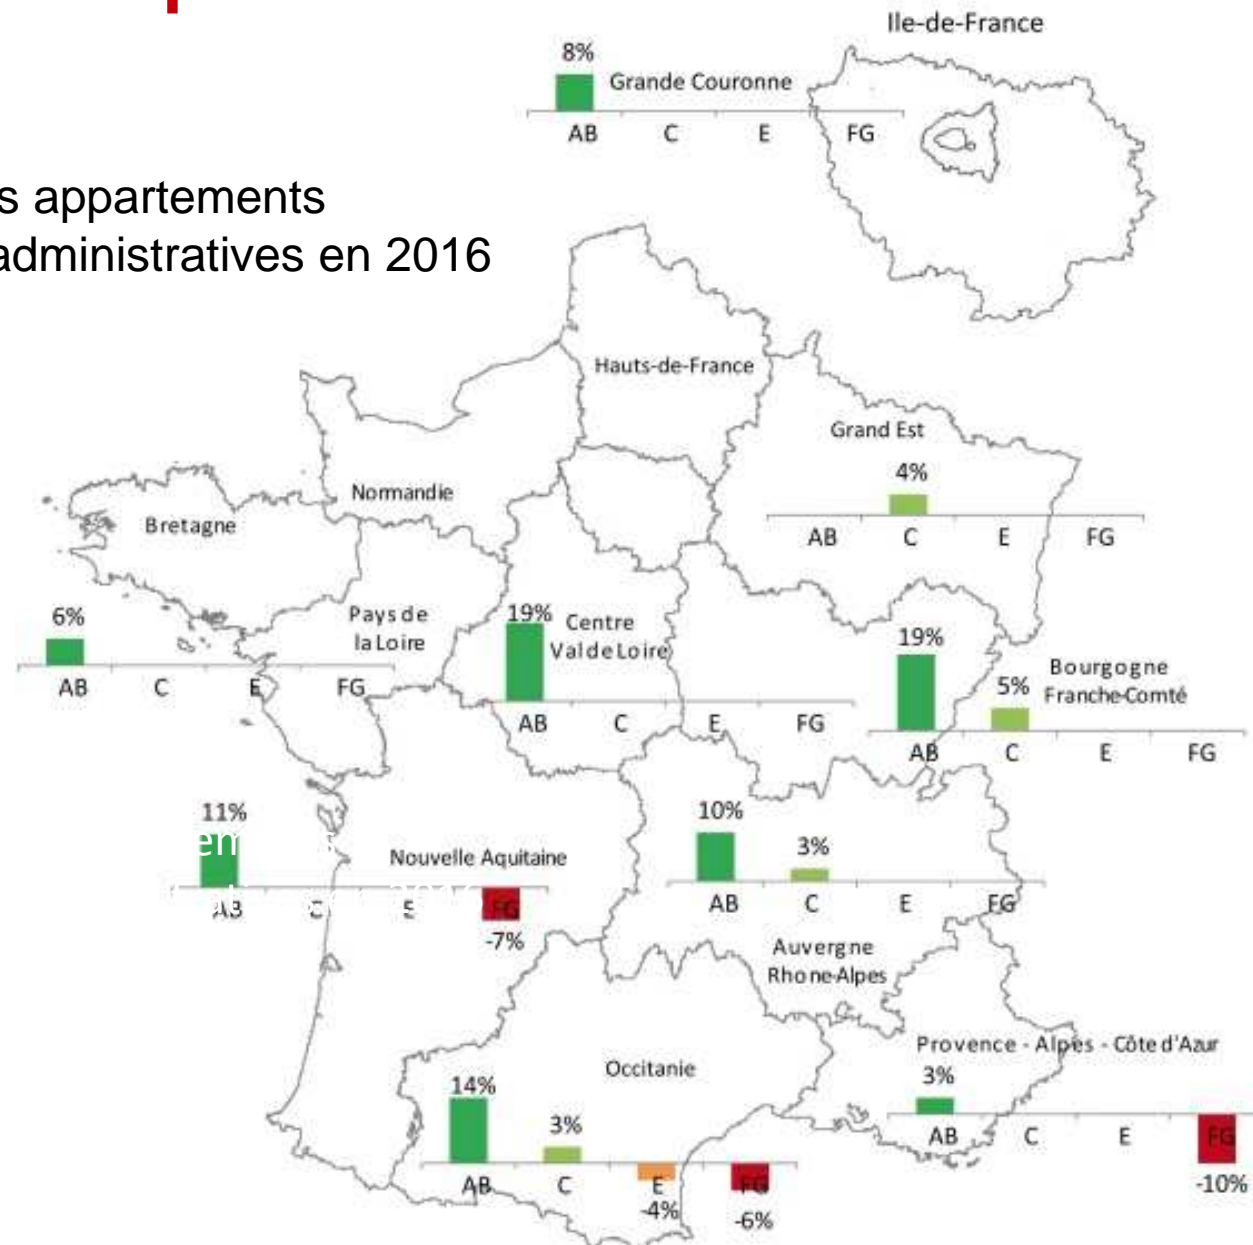 Ile-de-France
8%
Grande Couronne
AB C E FG
s appartements
administratives en 2016
Hauts-de-France
Grand Est
4%
AB C E FG
Normandie
Bretagne
6%
Pays de
la Loire
AB C E FG
19%
Centre
Val de Loire
AB C E FG
19%
5%
Bourgogne
Franche-Comté
AB C E FG
11%
Nouvelle Aquitaine
AB C E FG
-7%
10%
3%
AB C E FG
Auvergne
Rhone-Alpes
Occitanie
14%
3%
AB C E FG
-4%
-6%
Provence - Alpes - Côte d'Azur
3%
AB C E FG
-10%